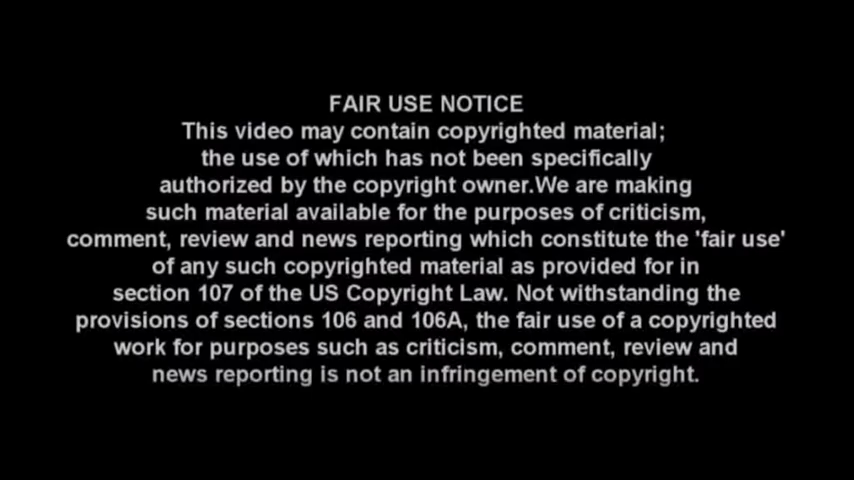 FAIR USE NOTICE
This video may contain copyrighted material;
the use of which has not been specifically
authorized by the copyright owner.We are making
such material available for the purposes of criticism,
comment, review and news reporting which constitute the 'fair use'
of any such copyrighted material as provided for in
section 107 of the US Copyright Law. Not withstanding the
provisions of sections 106 and 106A, the fair use of a copyrighted
work for purposes such as criticism, comment, review and
news reporting is not an infringement of copyright.